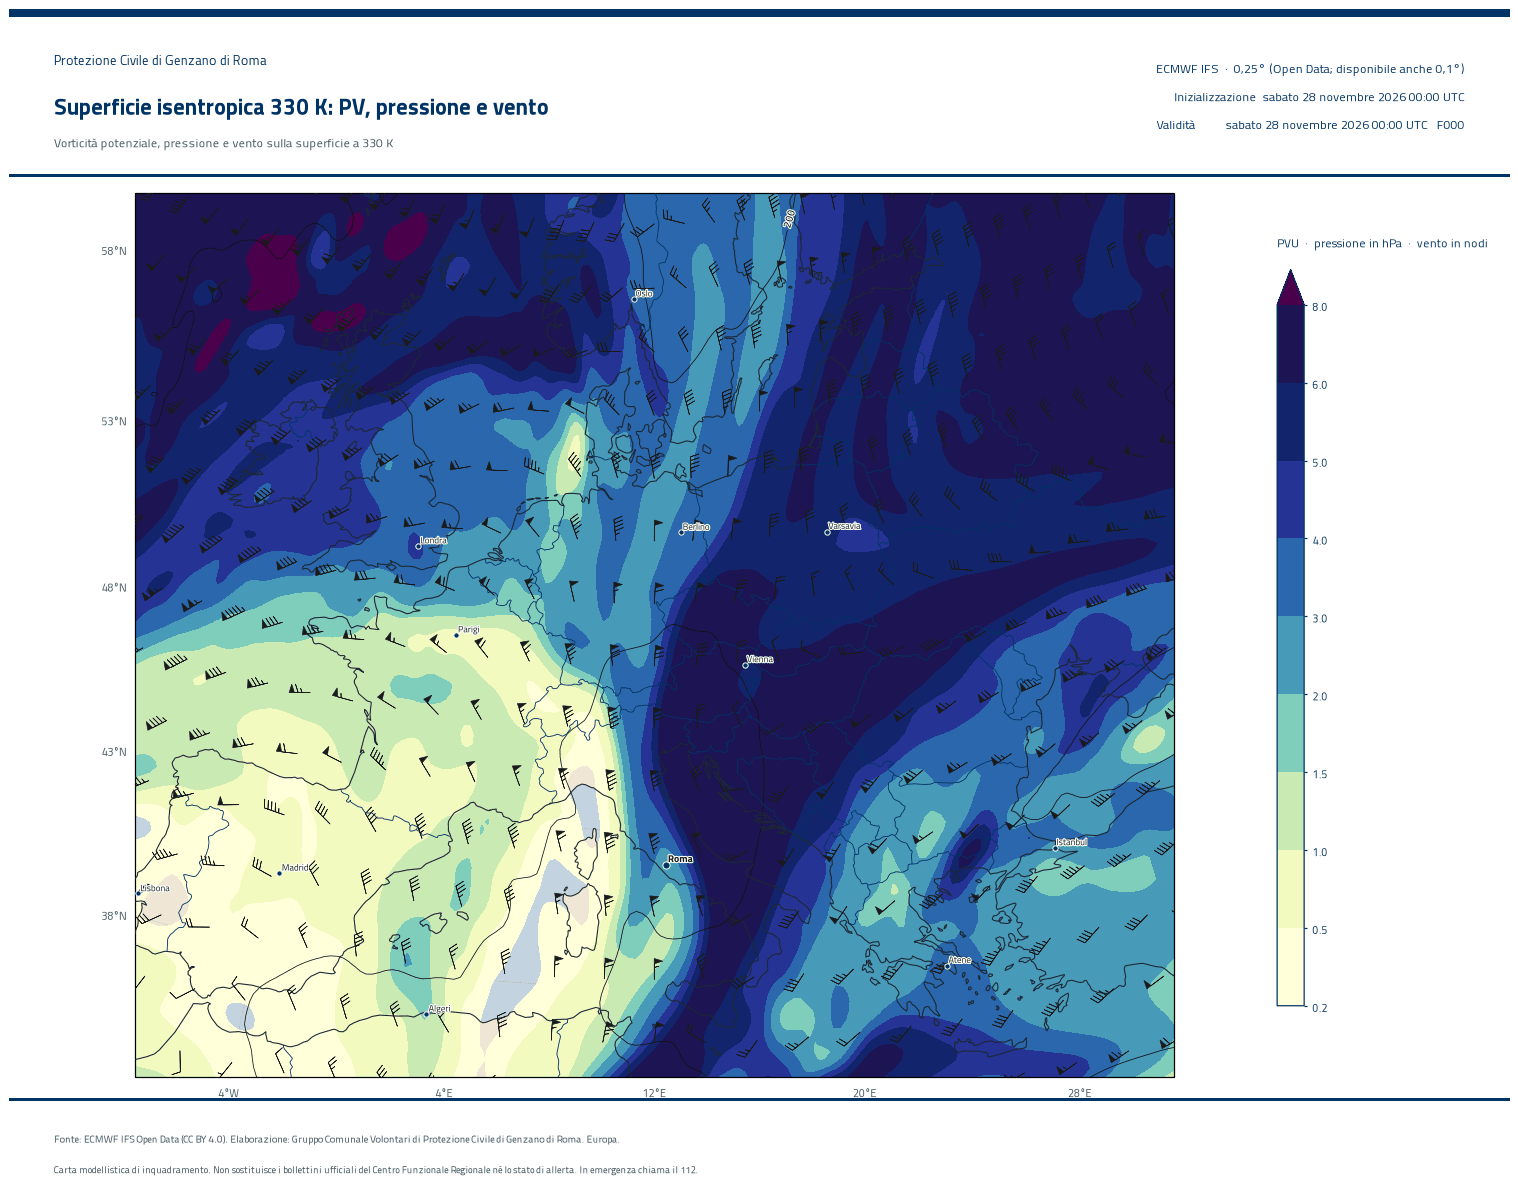 Protezione Civile di Genzano di Roma
Superficie isentropica 330 K: PV, pressione e vento
Vorticità potenziale, pressione e vento sulla superficie a 330 K
ECMWF IFS · 0,25° (Open Data; disponibile anche 0,1°)
Inizializzazione sabato 28 novembre 2026 00:00 UTC
Validità sabato 28 novembre 2026 00:00 UTC F000
PVU · pressione in hPa · vento in nodi
8.0
6.0
5.0
4.0
3.0
2.0
1.5
1.0
0.5
0.2
58°N
53°N
48°N
43°N
38°N
200
Oslo
Londra
Berlino
Varsavia
Parigi
Vienna
Roma
Madrid
Lisbona
Istanbul
Atene
Algeri
4°W
4°E
12°E
20°E
28°E
Fonte: ECMWF IFS Open Data (CC BY 4.0). Elaborazione: Gruppo Comunale Volontari di Protezione Civile di Genzano di Roma. Europa.
Carta modellistica di inquadramento. Non sostituisce i bollettini ufficiali del Centro Funzionale Regionale né lo stato di allerta. In emergenza chiama il 112.